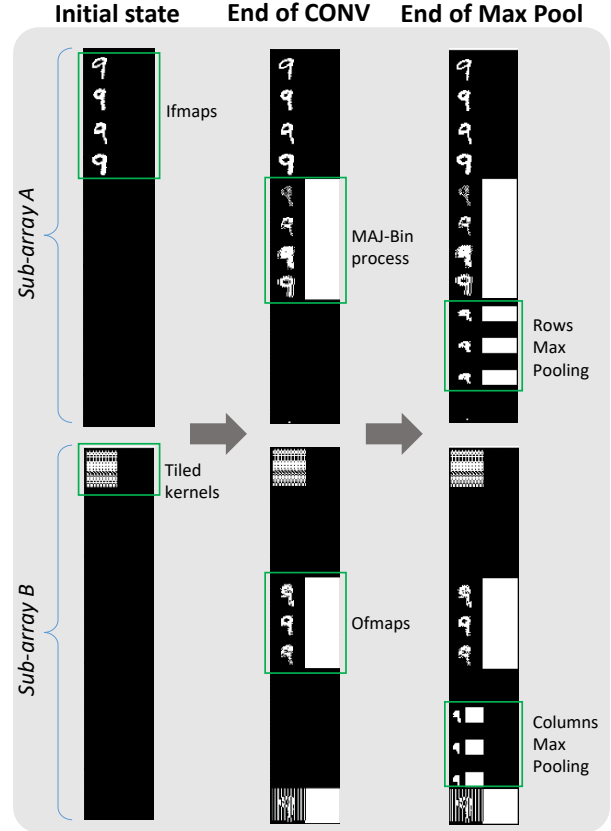 Initial state
End of CONV
End of Max Pool
Sub-array A
Ifmaps
MAJ-Bin
process
Rows
Max
Pooling
Sub-array B
Tiled
kernels
Ofmaps
Columns
Max
Pooling